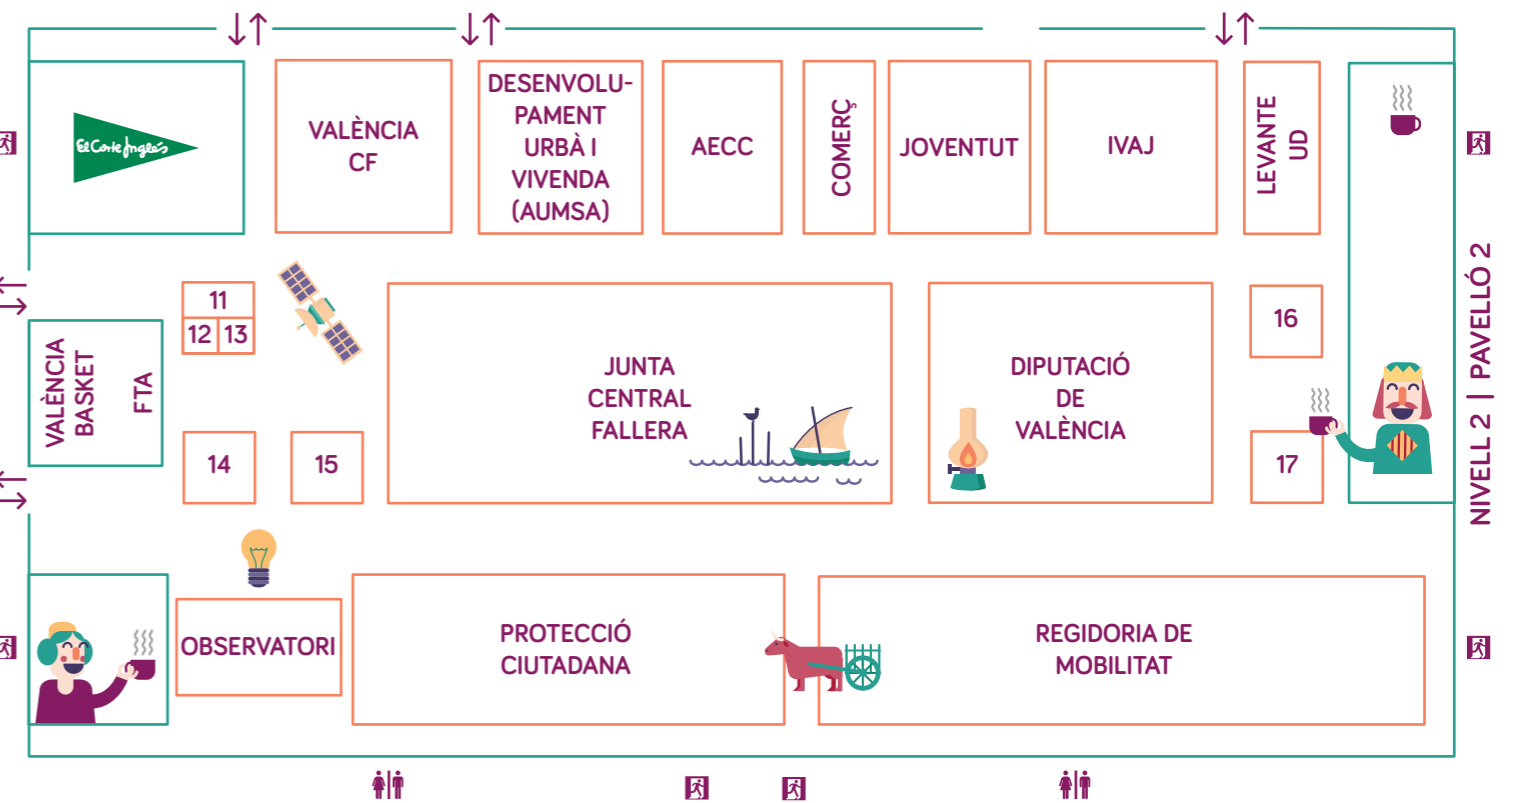 El Corte Inglés
VALÈNCIA
CF
DESENVOLU-
PAMENT
URBÀ I
VIVENDA
(AUMSA)
AECC
COMERÇ
JOVENTUT
IVAJ
LEVANTE
UD
11
12
13
VALÈNCIA
BASKET
FTA
14
15
JUNTA
CENTRAL
FALLERA
DIPUTACIÓ
DE
VALÈNCIA
16
17
NIVELL 2 | PAVELLÓ 2
OBSERVATORI
PROTECCIÓ
CIUTADANA
REGIDORIA DE
MOBILITAT